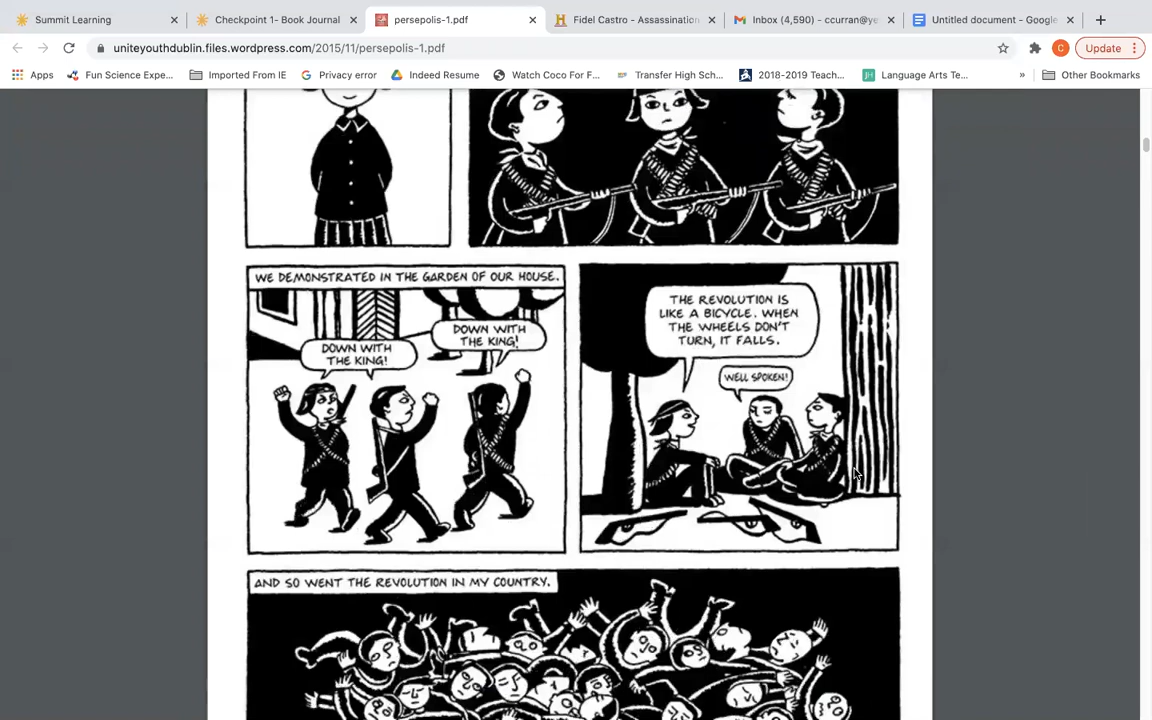 Summit Learning
Checkpoint 1- Book Journal
persepolis-1.pdf
Fidel Castro - Assassination
Inbox (4,590) - ccurran@ye
Untitled document - Google
uniteyouthdublin.files.wordpress.com/2015/11/persepolis-1.pdf
C
Update
Apps
Fun Science Expe...
Imported From IE
Privacy error
Indeed Resume
Watch Coco For F...
Transfer High Sch...
2018-2019 Teach...
Language Arts Te...
»
Other Bookmarks
WE DEMONSTRATED IN THE GARDEN OF OUR HOUSE.
DOWN WITH
THE KING!
DOWN WITH
THE KING!
THE REVOLUTION IS
LIKE A BICYCLE. WHEN
THE WHEELS DON'T
TURN, IT FALLS.
WELL SPOKEN!
AND SO WENT THE REVOLUTION IN MY COUNTRY.